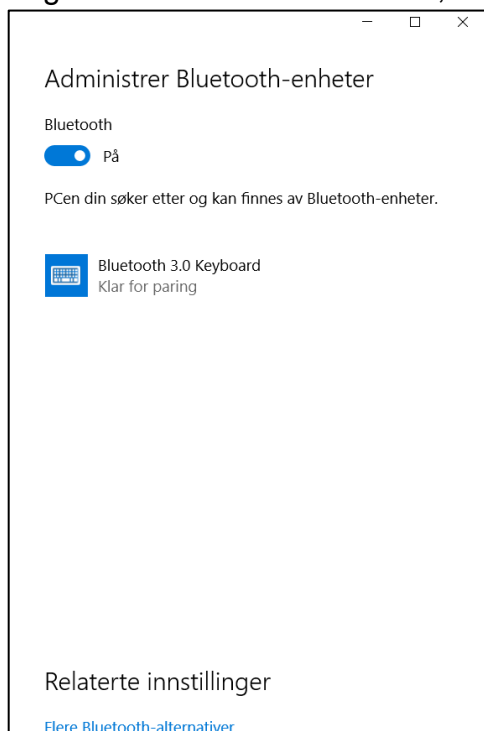 Administrer Bluetooth-enheter
Bluetooth
På
PCen din søker etter og kan finnes av Bluetooth-enheter.
Bluetooth 3.0 Keyboard
Klar for paring
Relaterte innstillinger
Flere Bluetooth-alternativer